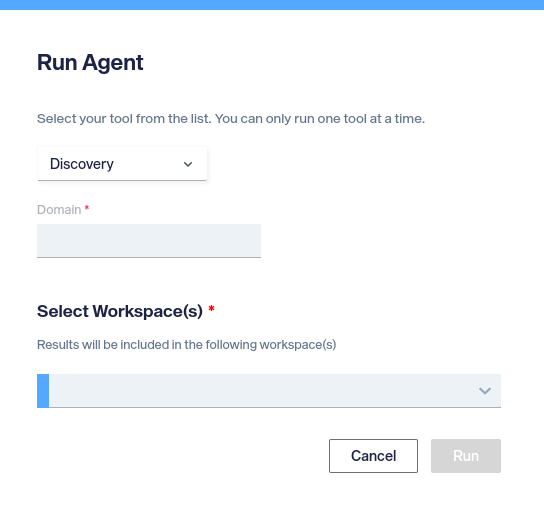 Run Agent
Select your tool from the list. You can only run one tool at a time.
Discovery
Domain *
Select Workspace(s) *
Results will be included in the following workspace(s)
Cancel Run